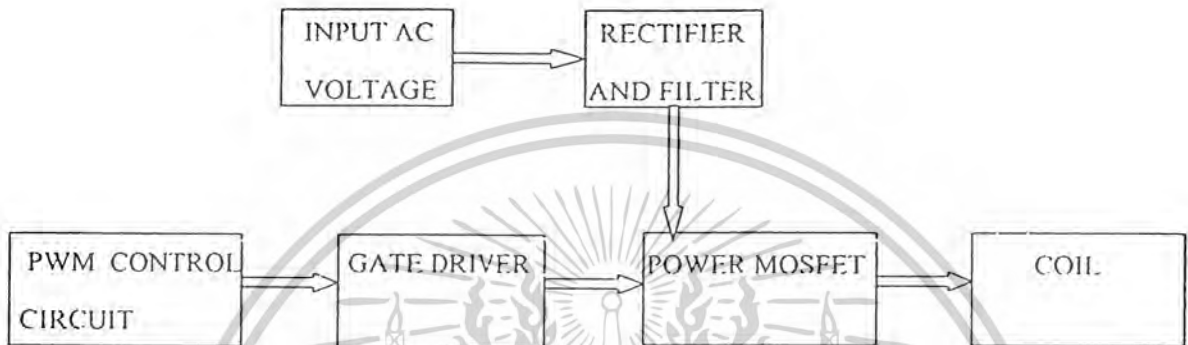 INPUT AC
VOLTAGE
RECTIFIER
AND FILTER
PWM CONTROL
CIRCUIT
GATE DRIVER
POWER MOSFET
COIL